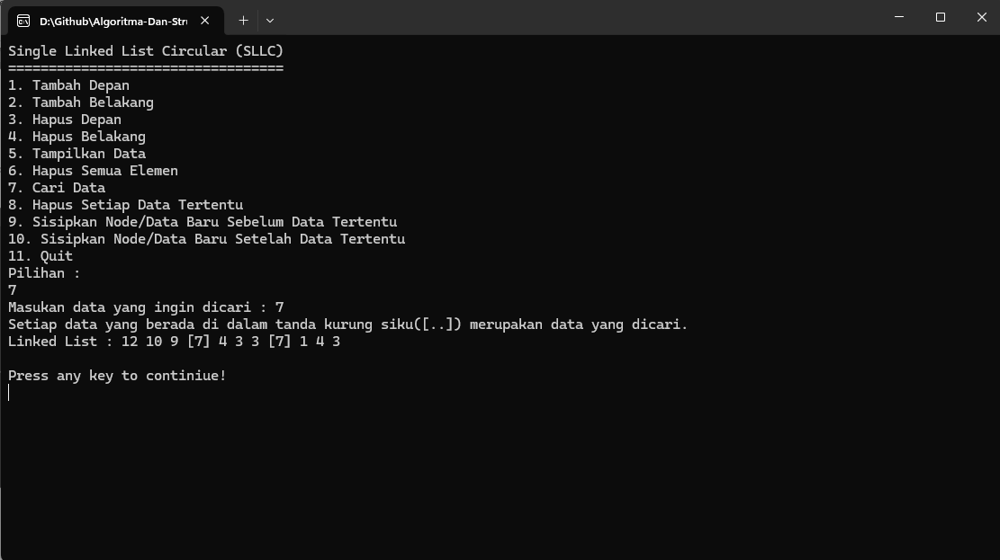 D:\Github\Algoritma-Dan-Str
Single Linked List Circular (SLLC)
==================================
1. Tambah Depan
2. Tambah Belakang
3. Hapus Depan
4. Hapus Belakang
5. Tampilkan Data
6. Hapus Semua Elemen
7. Cari Data
8. Hapus Setiap Data Tertentu
9. Sisipkan Node/Data Baru Sebelum Data Tertentu
10. Sisipkan Node/Data Baru Setelah Data Tertentu
11. Quit
Pilihan :
7
Masukan data yang ingin dicari : 7
Setiap data yang berada di dalam tanda kurung siku([..]) merupakan data yang dicari.
Linked List : 12 10 9 [7] 4 3 3 [7] 1 4 3
Press any key to continiue!